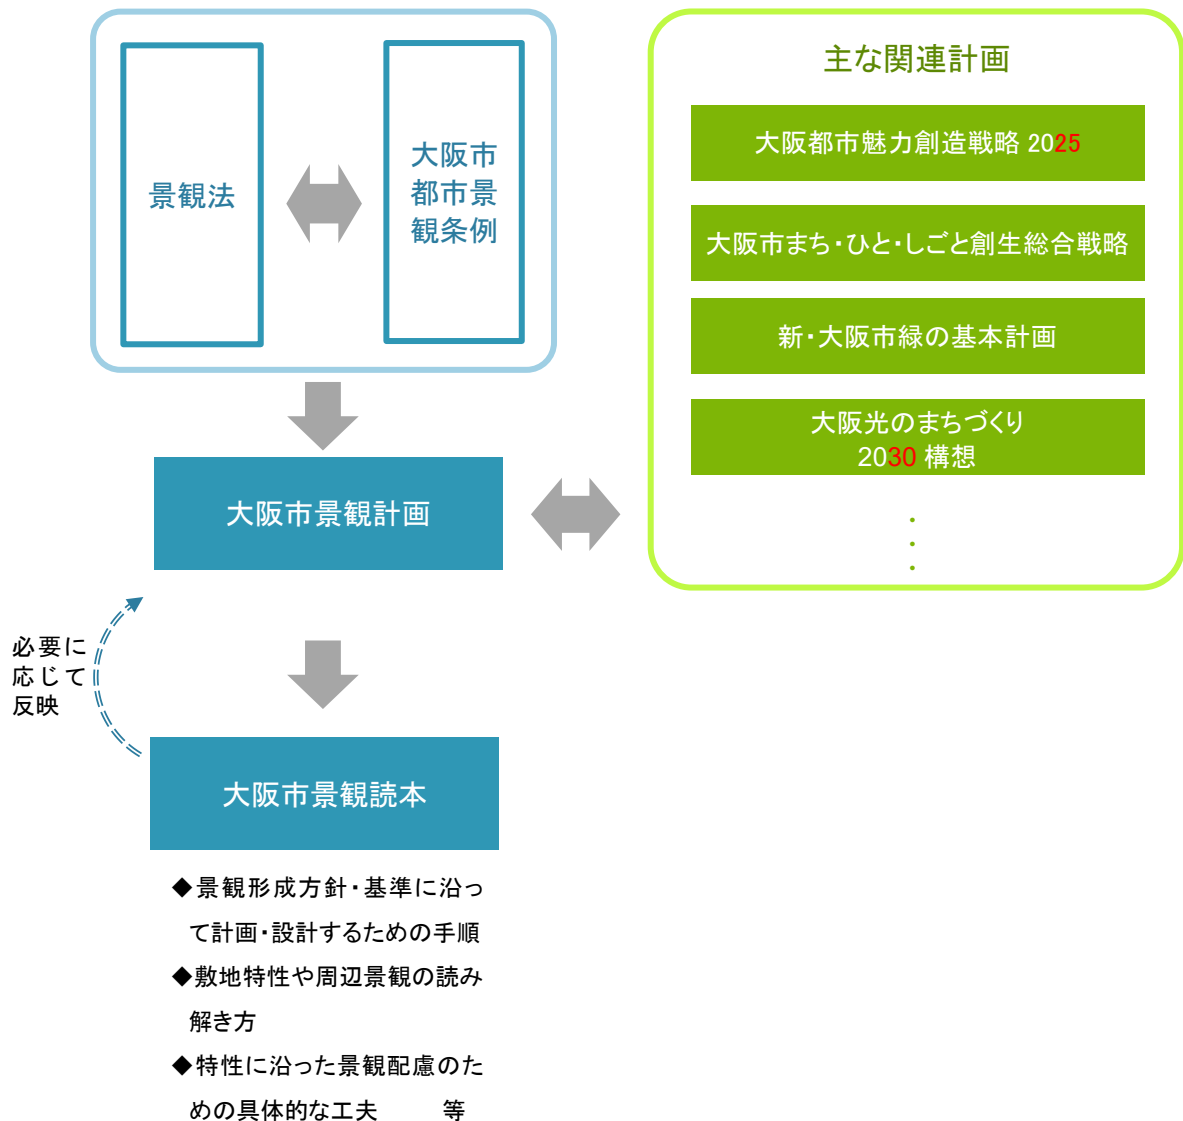 景観法
大阪市
都市景
観条例
主な関連計画
大阪都市魅力創造戦略 2025
大阪市まち・ひと・しごと創生総合戦略
新・大阪市緑の基本計画
大阪光のまちづくり
2030 構想
・
・
・
大阪市景観計画
必要に
応じて
反映
大阪市景観読本
◆景観形成方針・基準に沿っ
て計画・設計するための手順
◆敷地特性や周辺景観の読み
解き方
◆特性に沿った景観配慮のた
めの具体的な工夫　　等